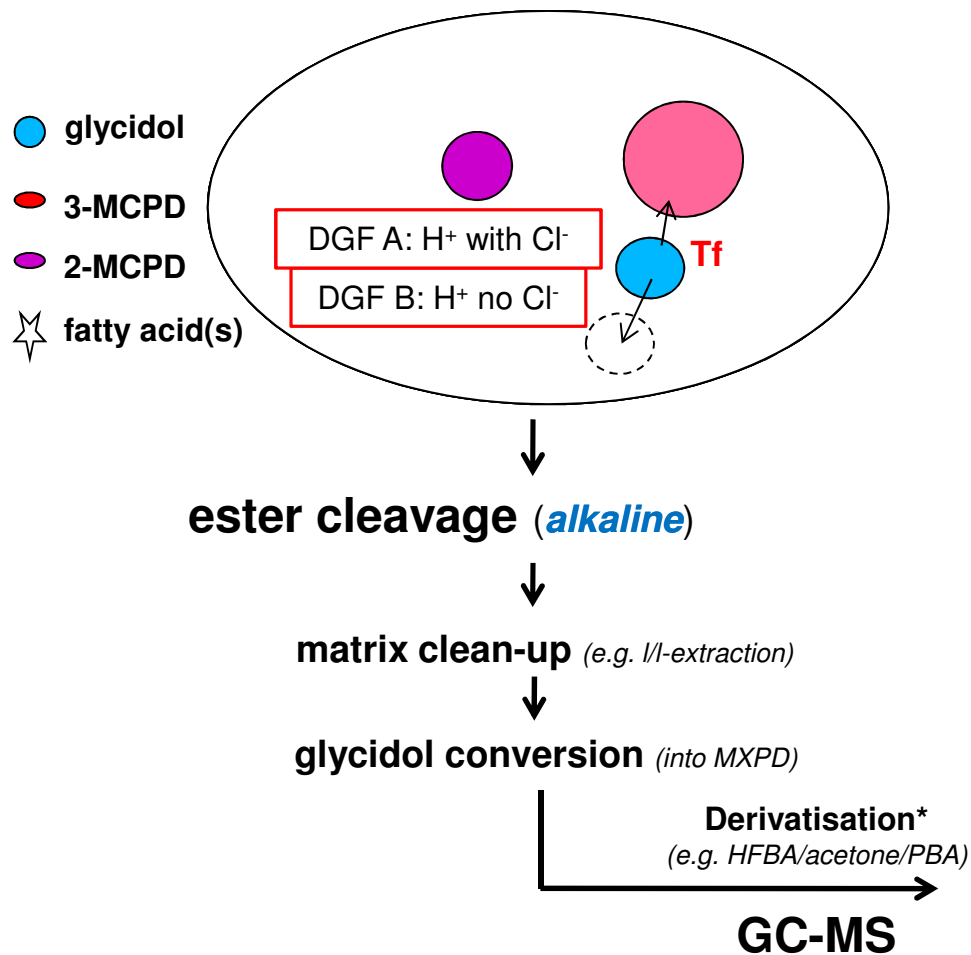 glycidol
3-MCPD
2-MCPD
fatty acid(s)
DGF A: H⁺ with Cl⁻
DGF B: H⁺ no Cl⁻
Tf
ester cleavage (alkaline)
matrix clean-up (e.g. l/l-extraction)
glycidol conversion (into MXPD)
Derivatisation*
(e.g. HFBA/acetone/PBA)
GC-MS